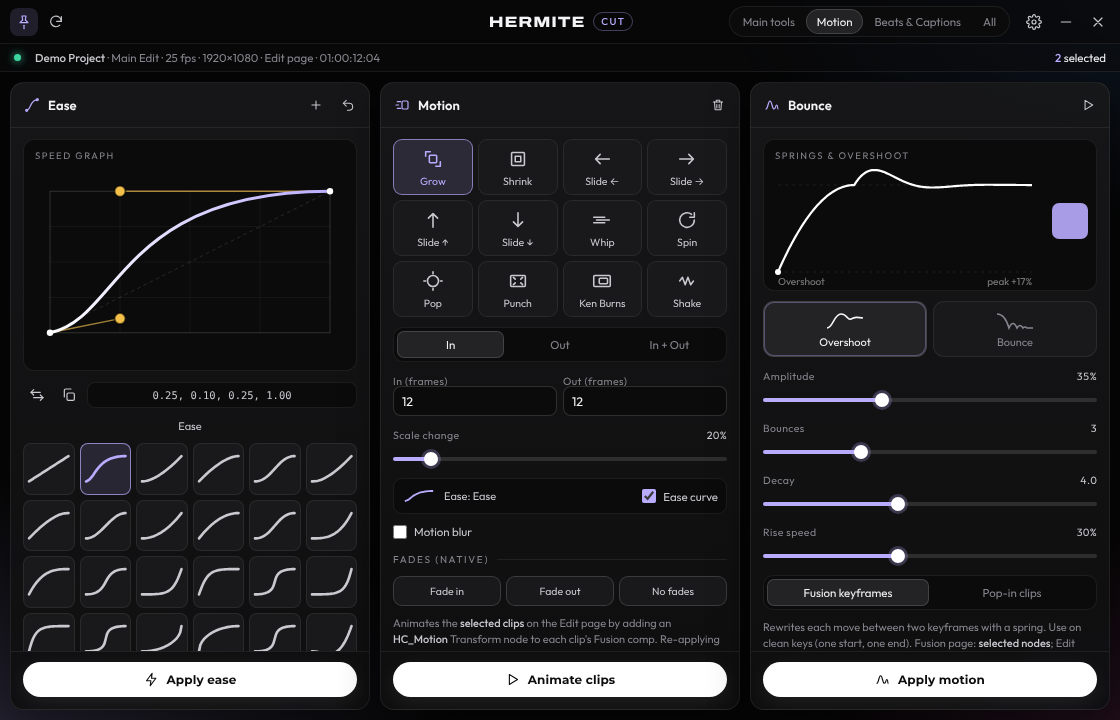 HERMITE CUT
Main tools Motion Beats & Captions All
Demo Project · Main Edit · 25 fps · 1920×1080 · Edit page · 01:00:12:04
2 selected
Ease
SPEED GRAPH
0.25, 0.10, 0.25, 1.00
Ease
Apply ease
Motion
Grow Shrink Slide ← Slide →
Slide ↑ Slide ↓ Whip Spin
Pop Punch Ken Burns Shake
In Out In + Out
In (frames) Out (frames)
12 12
Scale change 20%
Ease: Ease Ease curve
Motion blur
FADES (NATIVE)
Fade in Fade out No fades
Animates the selected clips on the Edit page by adding an
HC_Motion Transform node to each clip's Fusion comp. Re-applying
Animate clips
Bounce
SPRINGS & OVERSHOOT
Overshoot peak +17%
Overshoot Bounce
Amplitude 35%
Bounces 3
Decay 4.0
Rise speed 30%
Fusion keyframes Pop-in clips
Rewrites each move between two keyframes with a spring. Use on
clean keys (one start, one end). Fusion page: selected nodes; Edit
Apply motion